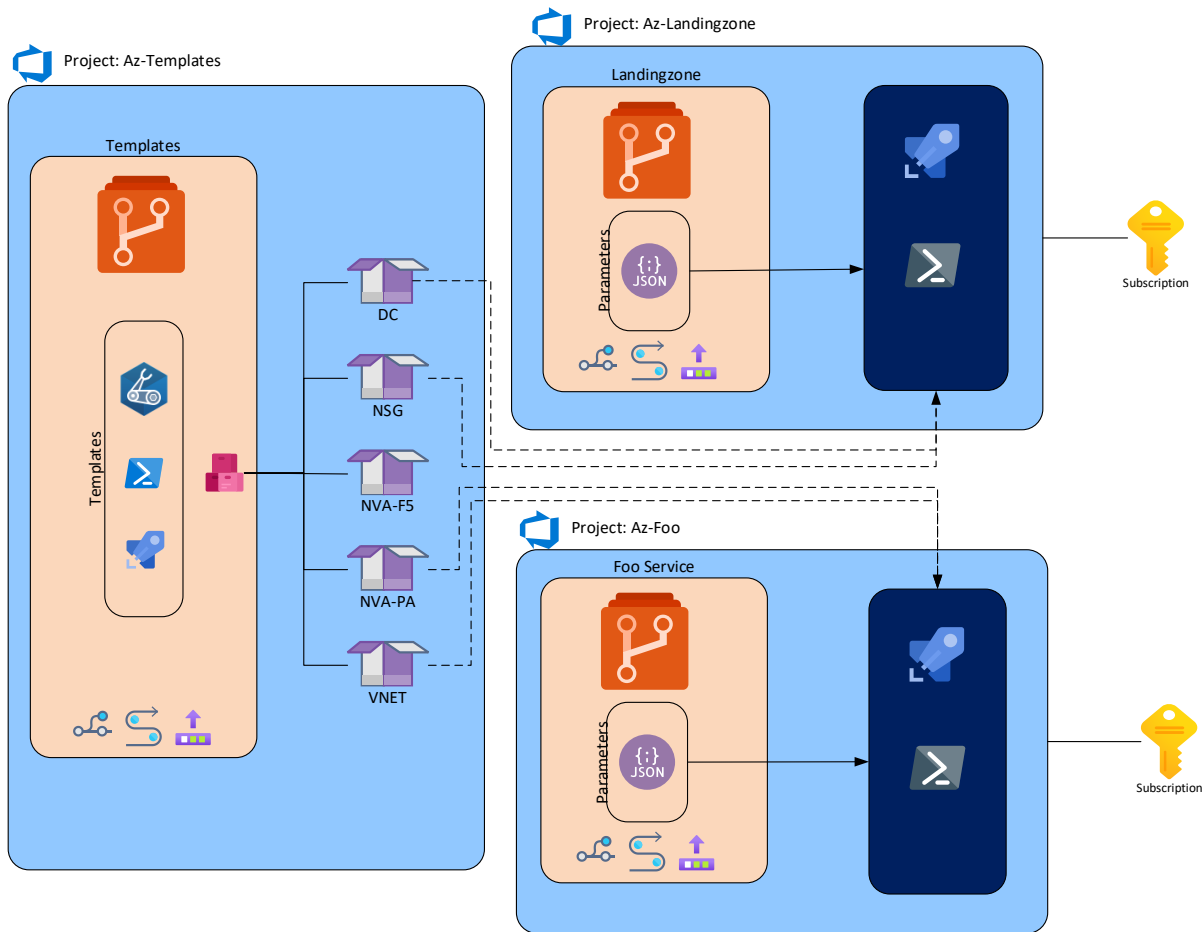 Project: Az-Templates
Templates
Templates
DC
NSG
NVA-F5
NVA-PA
VNET
Project: Az-Landingzone
Landingzone
Parameters
{;}
JSON
Subscription
Project: Az-Foo
Foo Service
Parameters
{;}
JSON
Subscription